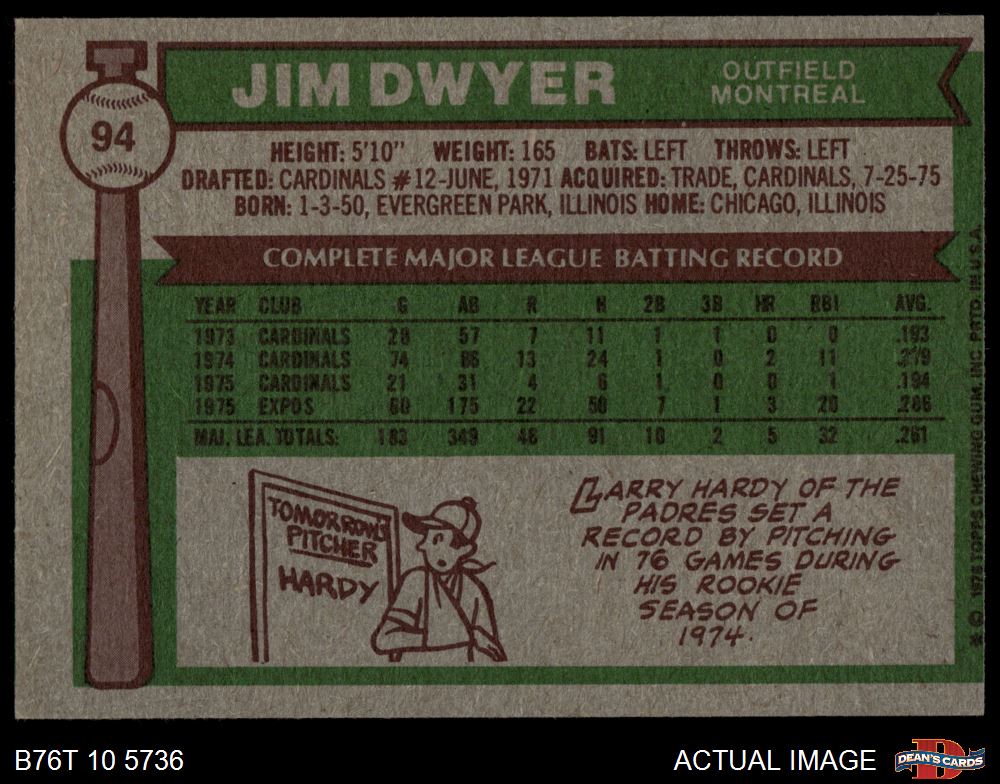 94
JIM DWYER
OUTFIELD
MONTREAL
HEIGHT: 5'10" WEIGHT: 165 BATS: LEFT THROWS: LEFT
DRAFTED: CARDINALS #12-JUNE, 1971 ACQUIRED: TRADE, CARDINALS, 7-25-75
BORN: 1-3-50, EVERGREEN PARK, ILLINOIS HOME: CHICAGO, ILLINOIS
COMPLETE MAJOR LEAGUE BATTING RECORD
YEAR CLUB G AB R H 2B 3B HR RBI AVG.
1973 CARDINALS 28 57 7 11 1 1 0 0 .193
1974 CARDINALS 74 86 13 24 1 0 2 11 .279
1975 CARDINALS 21 31 4 6 1 0 0 1 .194
1975 EXPOS 60 175 22 50 7 1 3 20 .286
MAJ. LEA. TOTALS: 183 349 46 91 10 2 5 32 .261
TOMORROW'S
PITCHER
HARDY
LARRY HARDY OF THE
PADRES SET A
RECORD BY PITCHING
IN 76 GAMES DURING
HIS ROOKIE
SEASON OF
1974.
* © 1976 TOPPS CHEWING GUM, INC. PRTD. IN U.S.A.
B76T 10 5736
ACTUAL IMAGE
DEAN'S CARDS